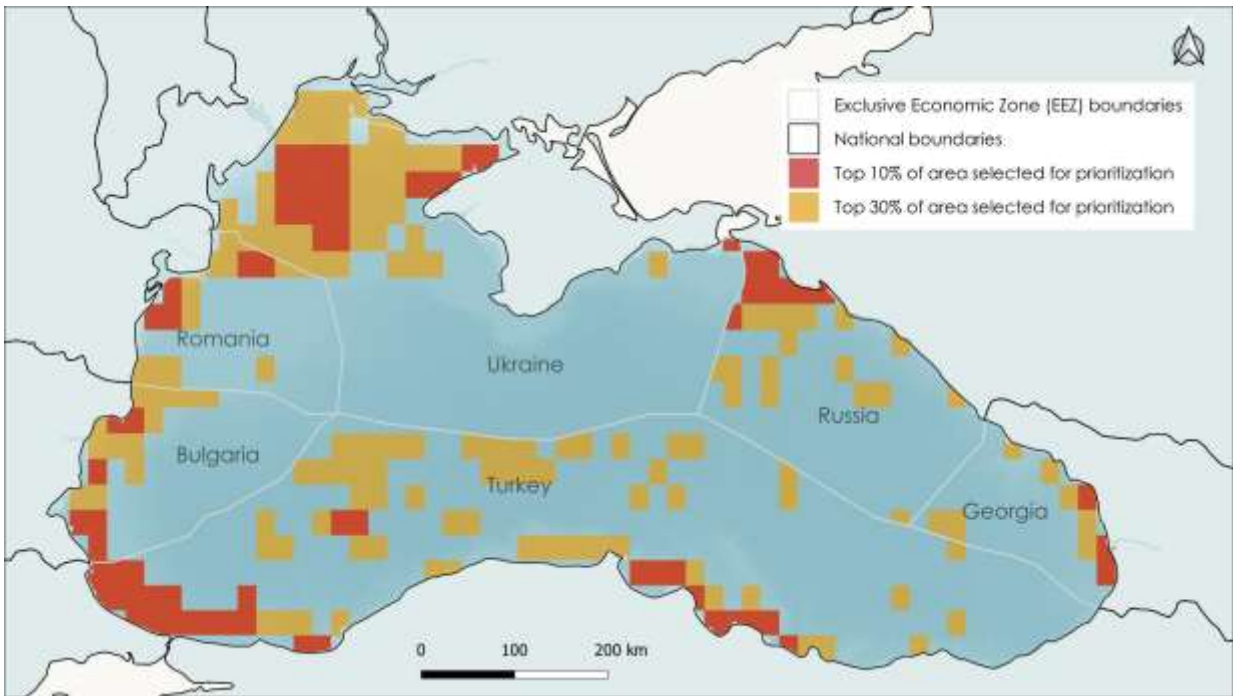 Exclusive Economic Zone (EEZ) boundaries
National boundaries
Top 10% of area selected for prioritization
Top 30% of area selected for prioritization
Romania
Ukraine
Russia
Bulgaria
Turkey
Georgia
0 100 200 km